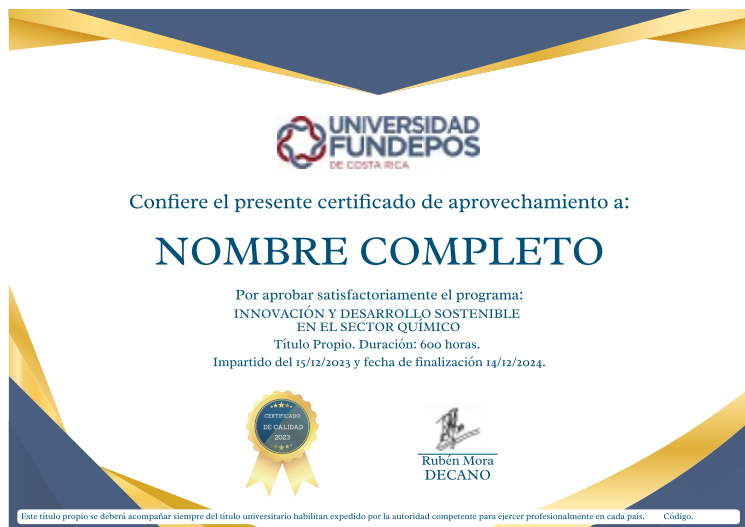 UNIVERSIDAD
FUNDEPOS
DE COSTA RICA
Confiere el presente certificado de aprovechamiento a:
NOMBRE COMPLETO
Por aprobar satisfactoriamente el programa:
INNOVACIÓN Y DESARROLLO SOSTENIBLE
EN EL SECTOR QUÍMICO
Título Propio. Duración: 600 horas.
Impartido del 15/12/2023 y fecha de finalización 14/12/2024.
CERTIFICADO
DE CALIDAD
2023
Rubén Mora
DECANO
Este título propio se deberá acompañar siempre del título universitario habilitan expedido por la autoridad competente para ejercer profesionalmente en cada país. Código.